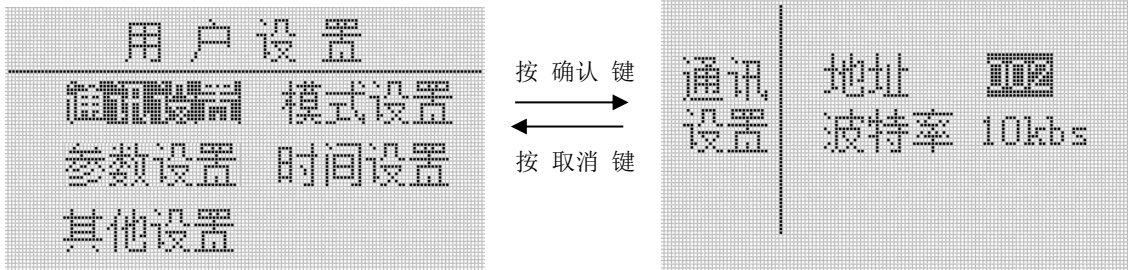 用户设置
通讯设置 模式设置
参数设置 时间设置
其他设置
按 确认 键
按 取消 键
通讯 地址 102
设置 波特率 10kbs